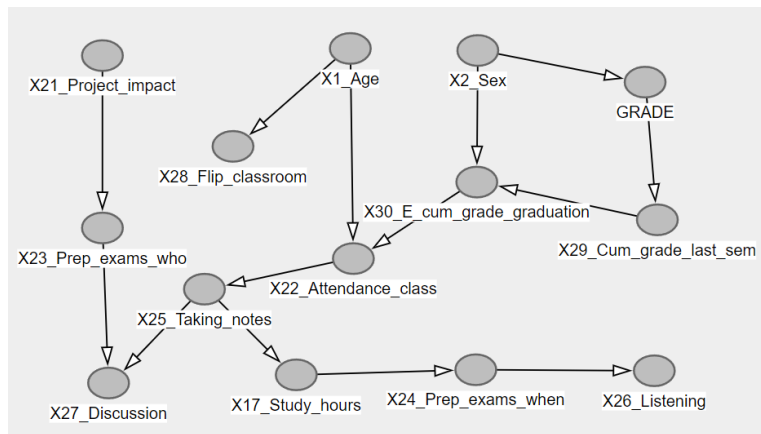 X21_Project_impact
X1_Age
X2_Sex
GRADE
X28_Flip_classroom
X30_E_cum_grade_graduation
X29_Cum_grade_last_sem
X23_Prep_exams_who
X22_Attendance_class
X25_Taking_notes
X27_Discussion
X17_Study_hours
X24_Prep_exams_when
X26_Listening